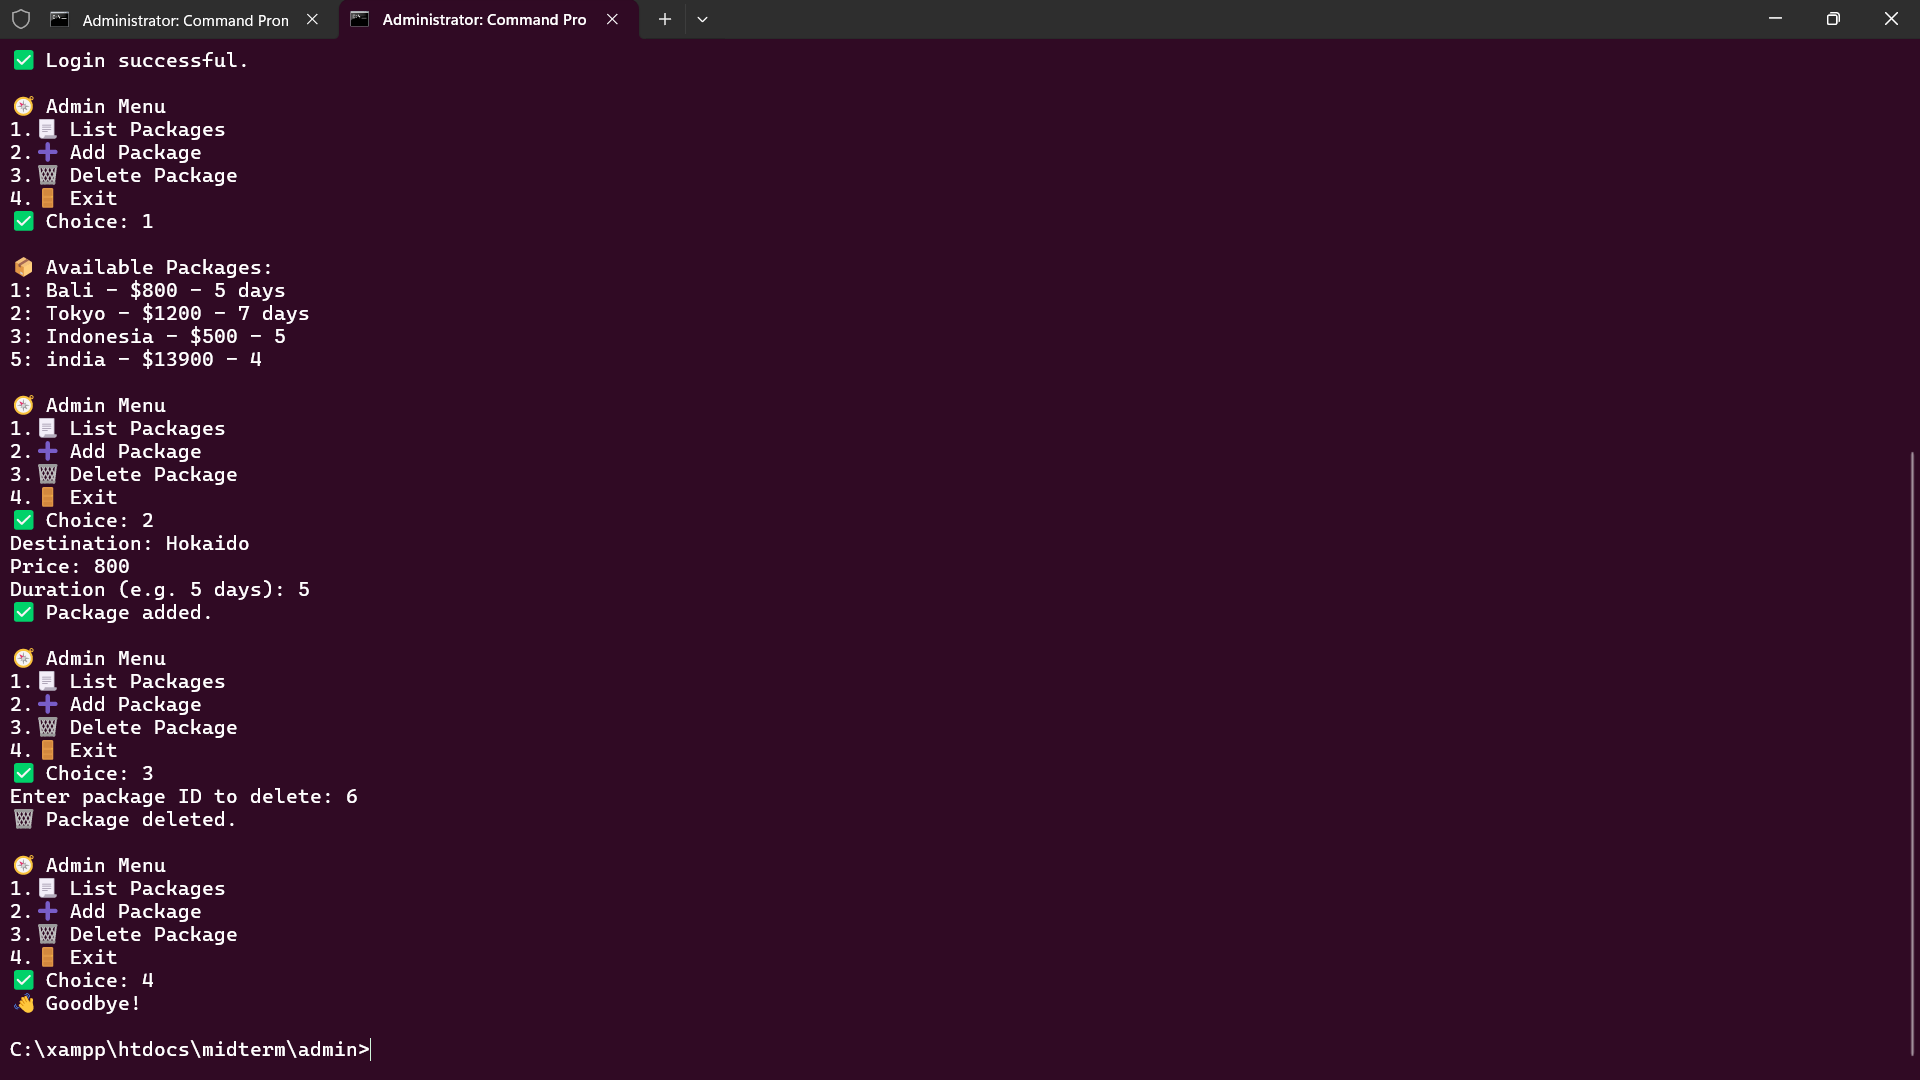 Administrator: Command Pron
Administrator: Command Pro
✅ Login successful.
🧭 Admin Menu
1.📃 List Packages
2.➕ Add Package
3.🗑 Delete Package
4.🚪 Exit
✅ Choice: 1
📦 Available Packages:
1: Bali - $800 - 5 days
2: Tokyo - $1200 - 7 days
3: Indonesia - $500 - 5
5: india - $13900 - 4
🧭 Admin Menu
1.📃 List Packages
2.➕ Add Package
3.🗑 Delete Package
4.🚪 Exit
✅ Choice: 2
Destination: Hokaido
Price: 800
Duration (e.g. 5 days): 5
✅ Package added.
🧭 Admin Menu
1.📃 List Packages
2.➕ Add Package
3.🗑 Delete Package
4.🚪 Exit
✅ Choice: 3
Enter package ID to delete: 6
🗑 Package deleted.
🧭 Admin Menu
1.📃 List Packages
2.➕ Add Package
3.🗑 Delete Package
4.🚪 Exit
✅ Choice: 4
👋 Goodbye!
C:\xampp\htdocs\midterm\admin>